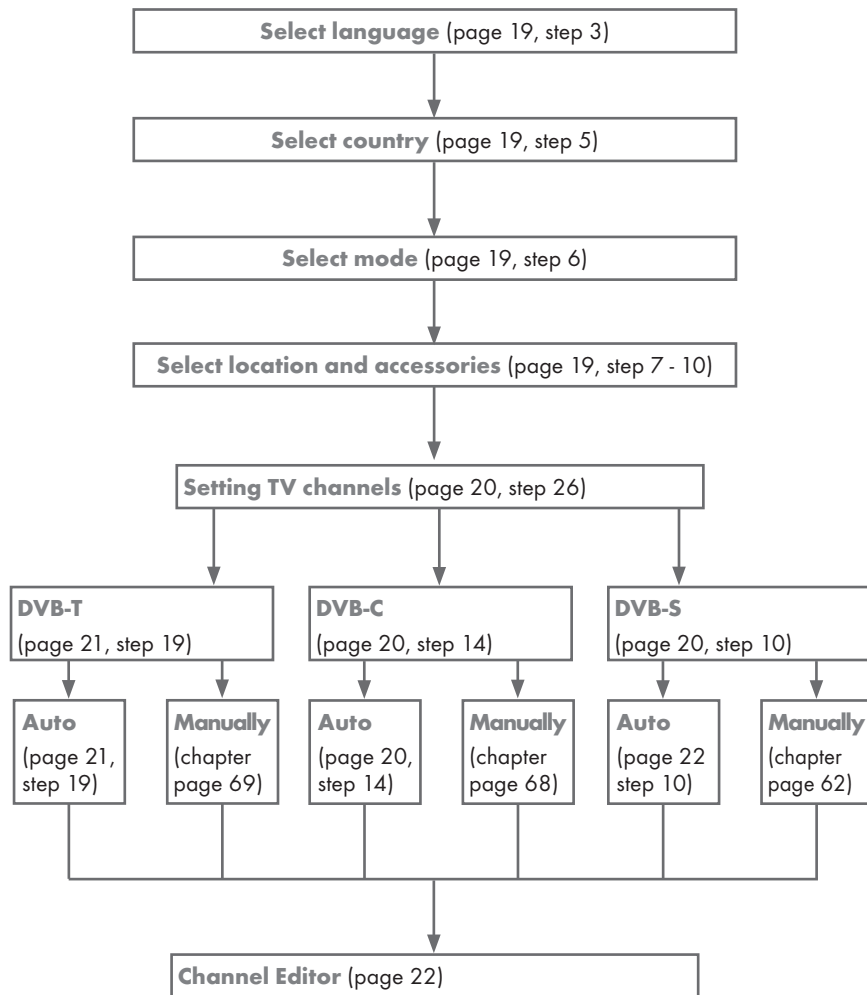 Select language (page 19, step 3)
Select country (page 19, step 5)
Select mode (page 19, step 6)
Select location and accessories (page 19, step 7 - 10)
Setting TV channels (page 20, step 26)
DVB-T
(page 21, step 19)
DVB-C
(page 20, step 14)
DVB-S
(page 20, step 10)
Auto
(page 21,
step 19)
Manually
(chapter
page 69)
Auto
(page 20,
step 14)
Manually
(chapter
page 68)
Auto
(page 22
step 10)
Manually
(chapter
page 62)
Channel Editor (page 22)